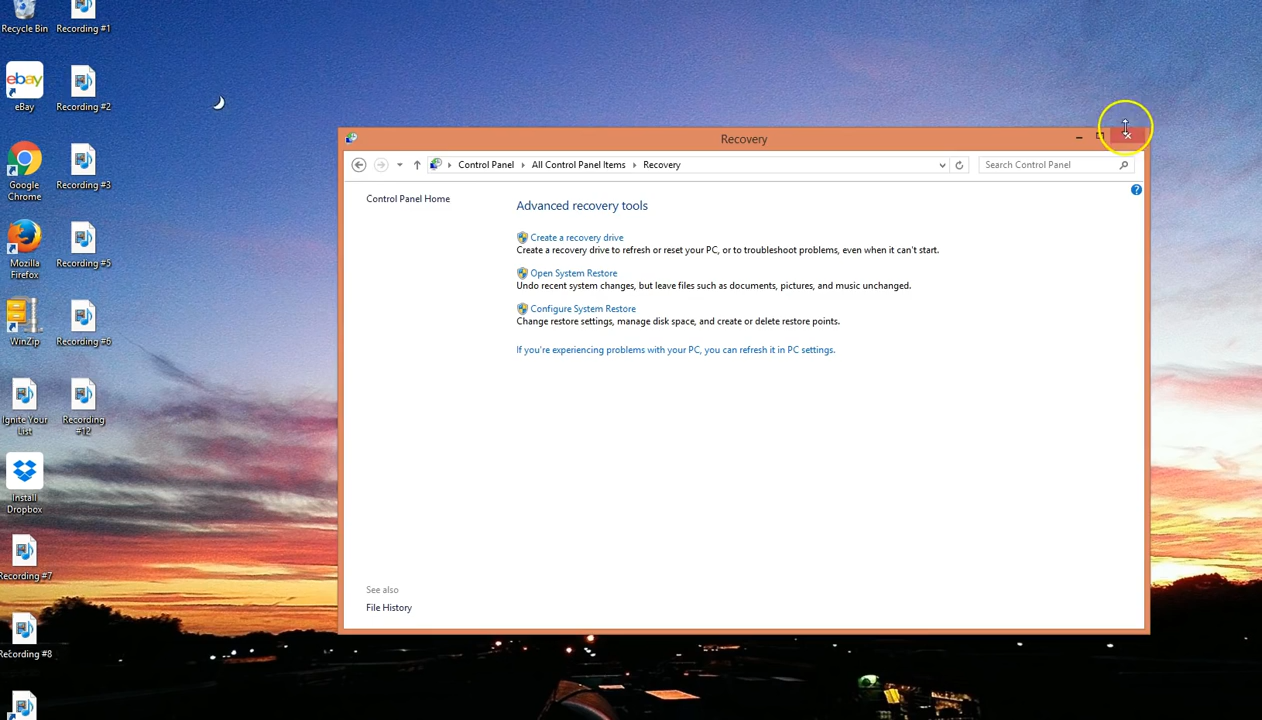 Recycle Bin
Recording #1
ebay
eBay
Recording #2
Google
Chrome
Recording #3
Mozilla
Firefox
Recording #5
WinZip
Recording #6
Ignite Your
List
Recording
#12
Install
Dropbox
Recording #7
Recording #8
Recovery
Control Panel
All Control Panel Items
Recovery
Search Control Panel
Control Panel Home
Advanced recovery tools
Create a recovery drive
Create a recovery drive to refresh or reset your PC, or to troubleshoot problems, even when it can't start.
Open System Restore
Undo recent system changes, but leave files such as documents, pictures, and music unchanged.
Configure System Restore
Change restore settings, manage disk space, and create or delete restore points.
If you're experiencing problems with your PC, you can refresh it in PC settings.
See also
File History